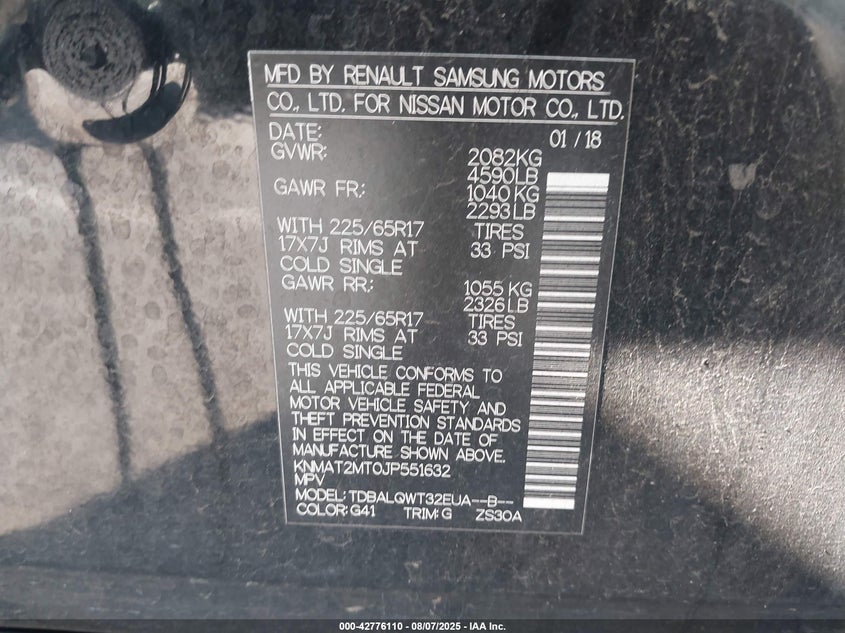 MFD BY RENAULT SAMSUNG MOTORS
CO., LTD. FOR NISSAN MOTOR CO., LTD.
DATE: 01 / 18
GVWR: 2082KG
4590LB
GAWR FR.: 1040 KG
2293 LB
WITH 225/65R17 TIRES
17X7J RIMS AT 33 PSI
COLD SINGLE
GAWR RR.: 1055 KG
2326 LB
WITH 225/65R17 TIRES
17X7J RIMS AT 33 PSI
COLD SINGLE
THIS VEHICLE CONFORMS TO
ALL APPLICABLE FEDERAL
MOTOR VEHICLE SAFETY AND
THEFT PREVENTION STANDARDS
IN EFFECT ON THE DATE OF
MANUFACTURE SHOWN ABOVE.
KNMAT2MT0JP551632
MPV
MODEL: TDBALQWT32EUA--B--
COLOR: G41 TRIM: G ZS30A
000-42776110 - 08/07/2025 - IAA Inc.